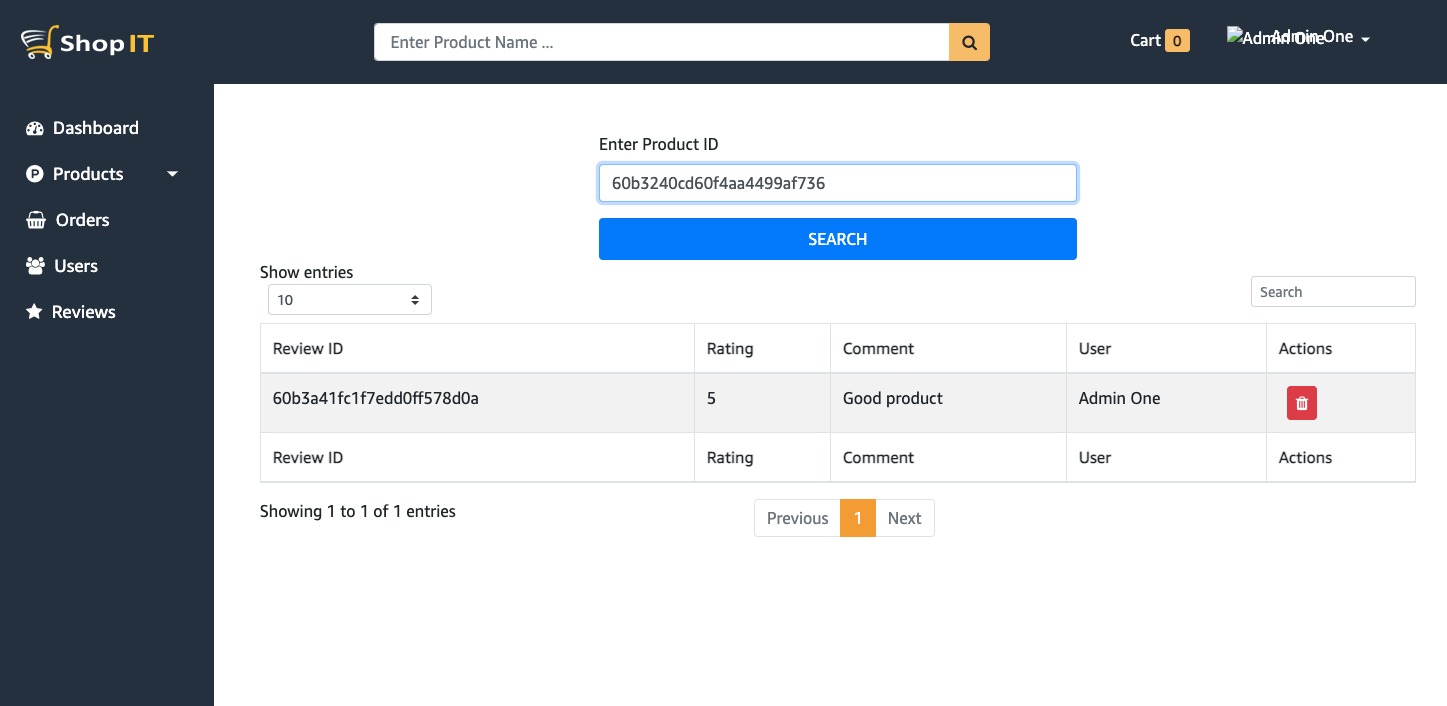 Shop IT
Enter Product Name ...
Cart 0
Admin One
Admin One
Dashboard
Products
Orders
Users
Reviews
Enter Product ID
60b3240cd60f4aa4499af736
SEARCH
Show entries
10
Search
Review ID Rating Comment User Actions
60b3a41fc1f7edd0ff578d0a 5 Good product Admin One
Review ID Rating Comment User Actions
Showing 1 to 1 of 1 entries
Previous 1 Next